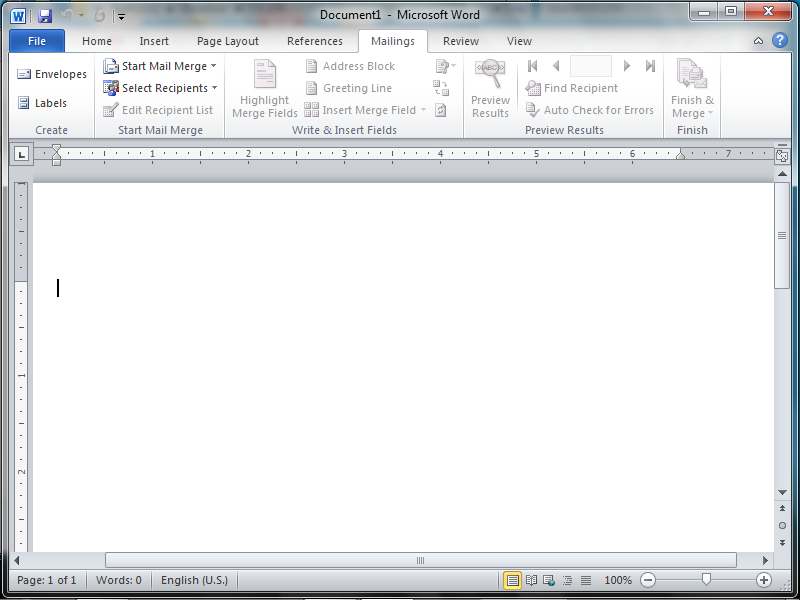 Document1 - Microsoft Word
File Home Insert Page Layout References Mailings Review View
Envelopes
Labels
Create
Start Mail Merge
Select Recipients
Edit Recipient List
Start Mail Merge
Highlight
Merge Fields
Address Block
Greeting Line
Insert Merge Field
Write & Insert Fields
ABC
Preview
Results
Find Recipient
Auto Check for Errors
Preview Results
Finish &
Merge
Finish
L
1 2 3 4 5 6 7
1
2
Page: 1 of 1 Words: 0 English (U.S.) 100%